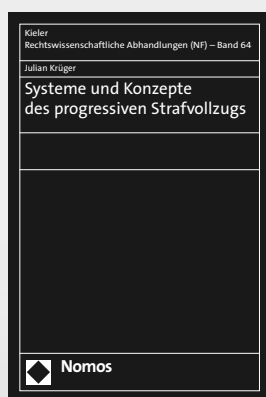 Kieler
Rechtswissenschaftliche Abhandlungen (NF) – Band 64
Julian Krüger
Systeme und Konzepte
des progressiven Strafvollzugs
Nomos